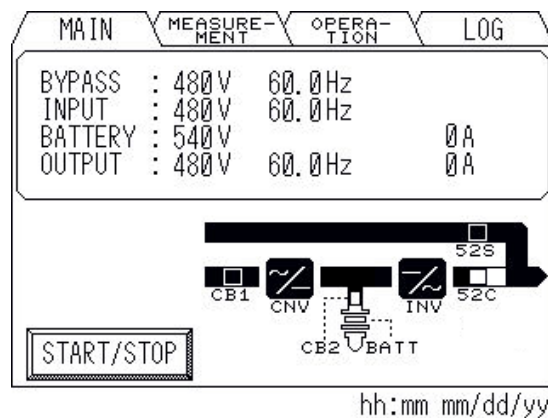 MAIN MEASUREMENT- OPERA- LOG
MENT TION
BYPASS : 480V 60.0Hz
INPUT : 480V 60.0Hz
BATTERY : 540V 0A
OUTPUT : 480V 60.0Hz 0A
52S
CB1 CNV INV 52C
CB2 BATT
START/STOP
hh:mm mm/dd/yy